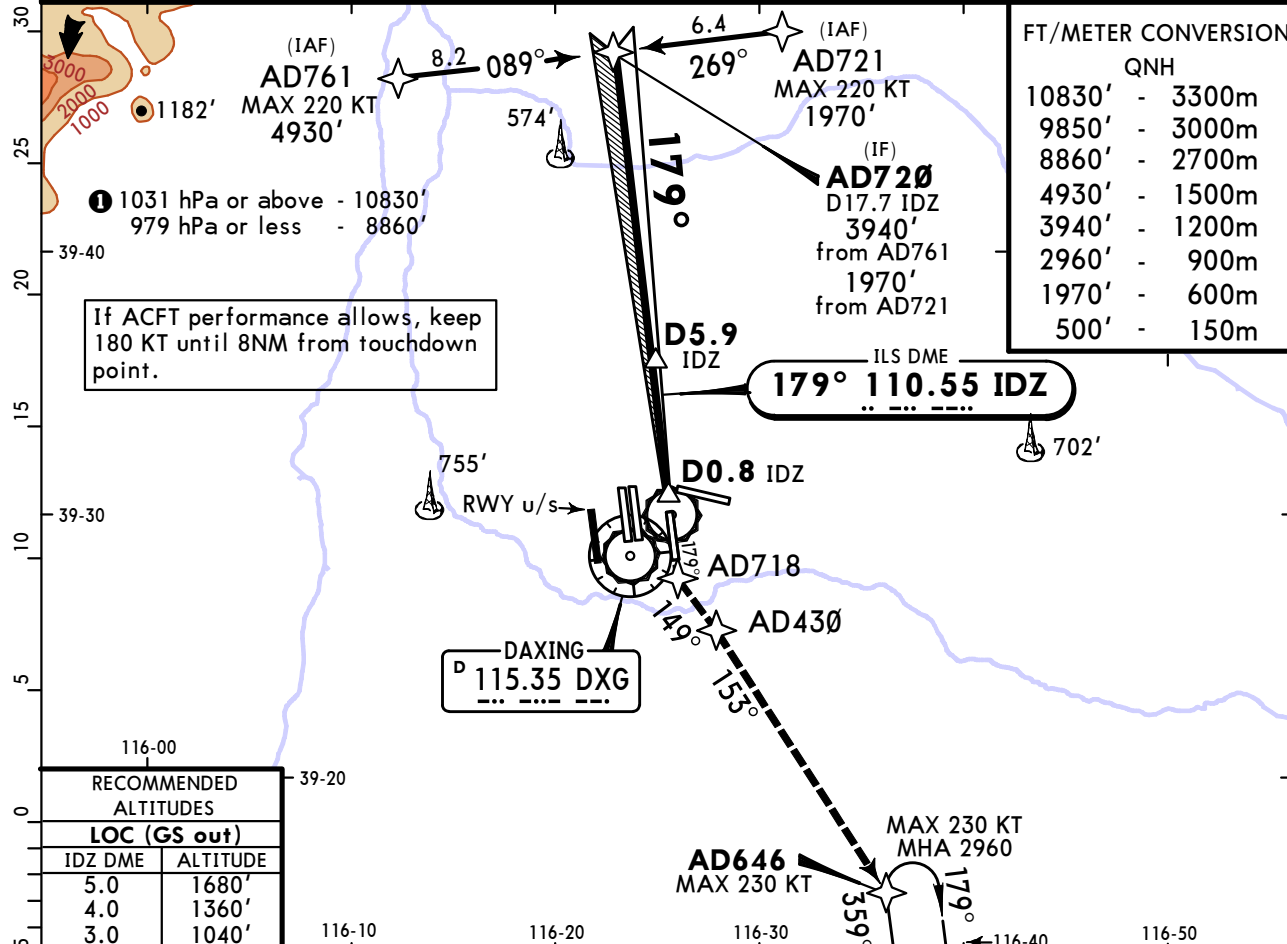 30
25
20
15
10
5
0
5
3000
2000
1000
1182'
(IAF)
AD761
MAX 220 KT
4930'
8.2
089°
6.4
269°
(IAF)
AD721
MAX 220 KT
1970'
574'
179°
(IF)
AD72Ø
D17.7 IDZ
3940'
from AD761
1970'
from AD721
FT/METER CONVERSION
QNH
10830' - 3300m
9850' - 3000m
8860' - 2700m
4930' - 1500m
3940' - 1200m
2960' - 900m
1970' - 600m
500' - 150m
1 1031 hPa or above - 10830'
979 hPa or less - 8860'
39-40
If ACFT performance allows, keep
180 KT until 8NM from touchdown
point.
D5.9
IDZ
ILS DME
179° 110.55 IDZ
702'
755'
D0.8 IDZ
RWY u/s
39-30
179°
AD718
149°
AD43Ø
DAXING
D 115.35 DXG
153°
116-00
39-20
RECOMMENDED
ALTITUDES
LOC (GS out)
IDZ DME ALTITUDE
5.0 1680'
4.0 1360'
3.0 1040'
MAX 230 KT
MHA 2960
AD646
MAX 230 KT
359°
179°
116-10
116-20
116-30
116-40
116-50